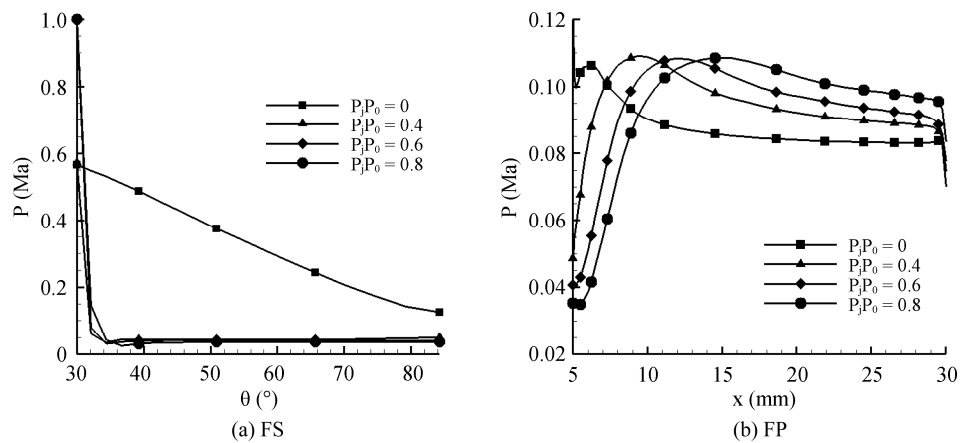 1.0
0.8
0.6
0.4
0.2
0
P (Ma)
30
40
50
60
70
80
θ (°)
PⱼP₀ = 0
PⱼP₀ = 0.4
PⱼP₀ = 0.6
PⱼP₀ = 0.8
(a) FS
0.12
0.10
0.08
0.06
0.04
0.02
P (Ma)
5
10
15
20
25
30
x (mm)
PⱼP₀ = 0
PⱼP₀ = 0.4
PⱼP₀ = 0.6
PⱼP₀ = 0.8
(b) FP